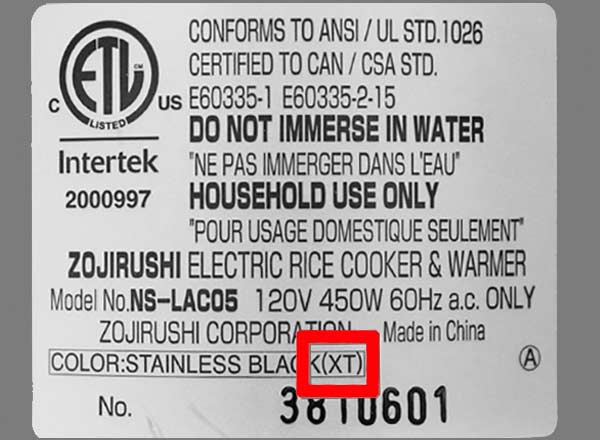 CONFORMS TO ANSI / UL STD.1026
CERTIFIED TO CAN / CSA STD.
E60335-1 E60335-2-15
ETL CM
C US
LISTED
Intertek
2000997
DO NOT IMMERSE IN WATER
"NE PAS IMMERGER DANS L'EAU"
HOUSEHOLD USE ONLY
"POUR USAGE DOMESTIQUE SEULEMENT"
ZOJIRUSHI ELECTRIC RICE COOKER & WARMER
Model No.NS-LAC05 120V 450W 60Hz a.c. ONLY
ZOJIRUSHI CORPORATION Made in China
COLOR:STAINLESS BLACK(XT) A
No. 3810601